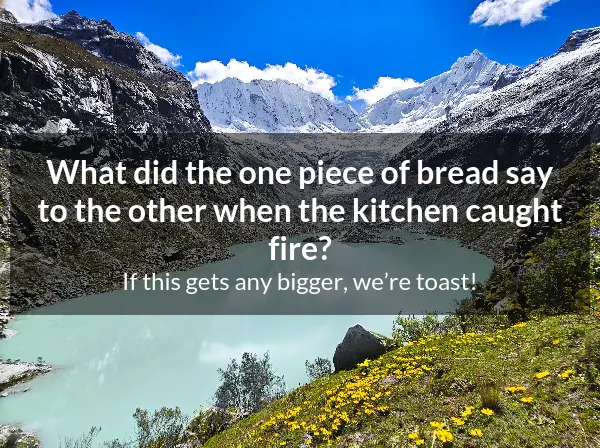 What did the one piece of bread say
to the other when the kitchen caught
fire?
If this gets any bigger, we’re toast!